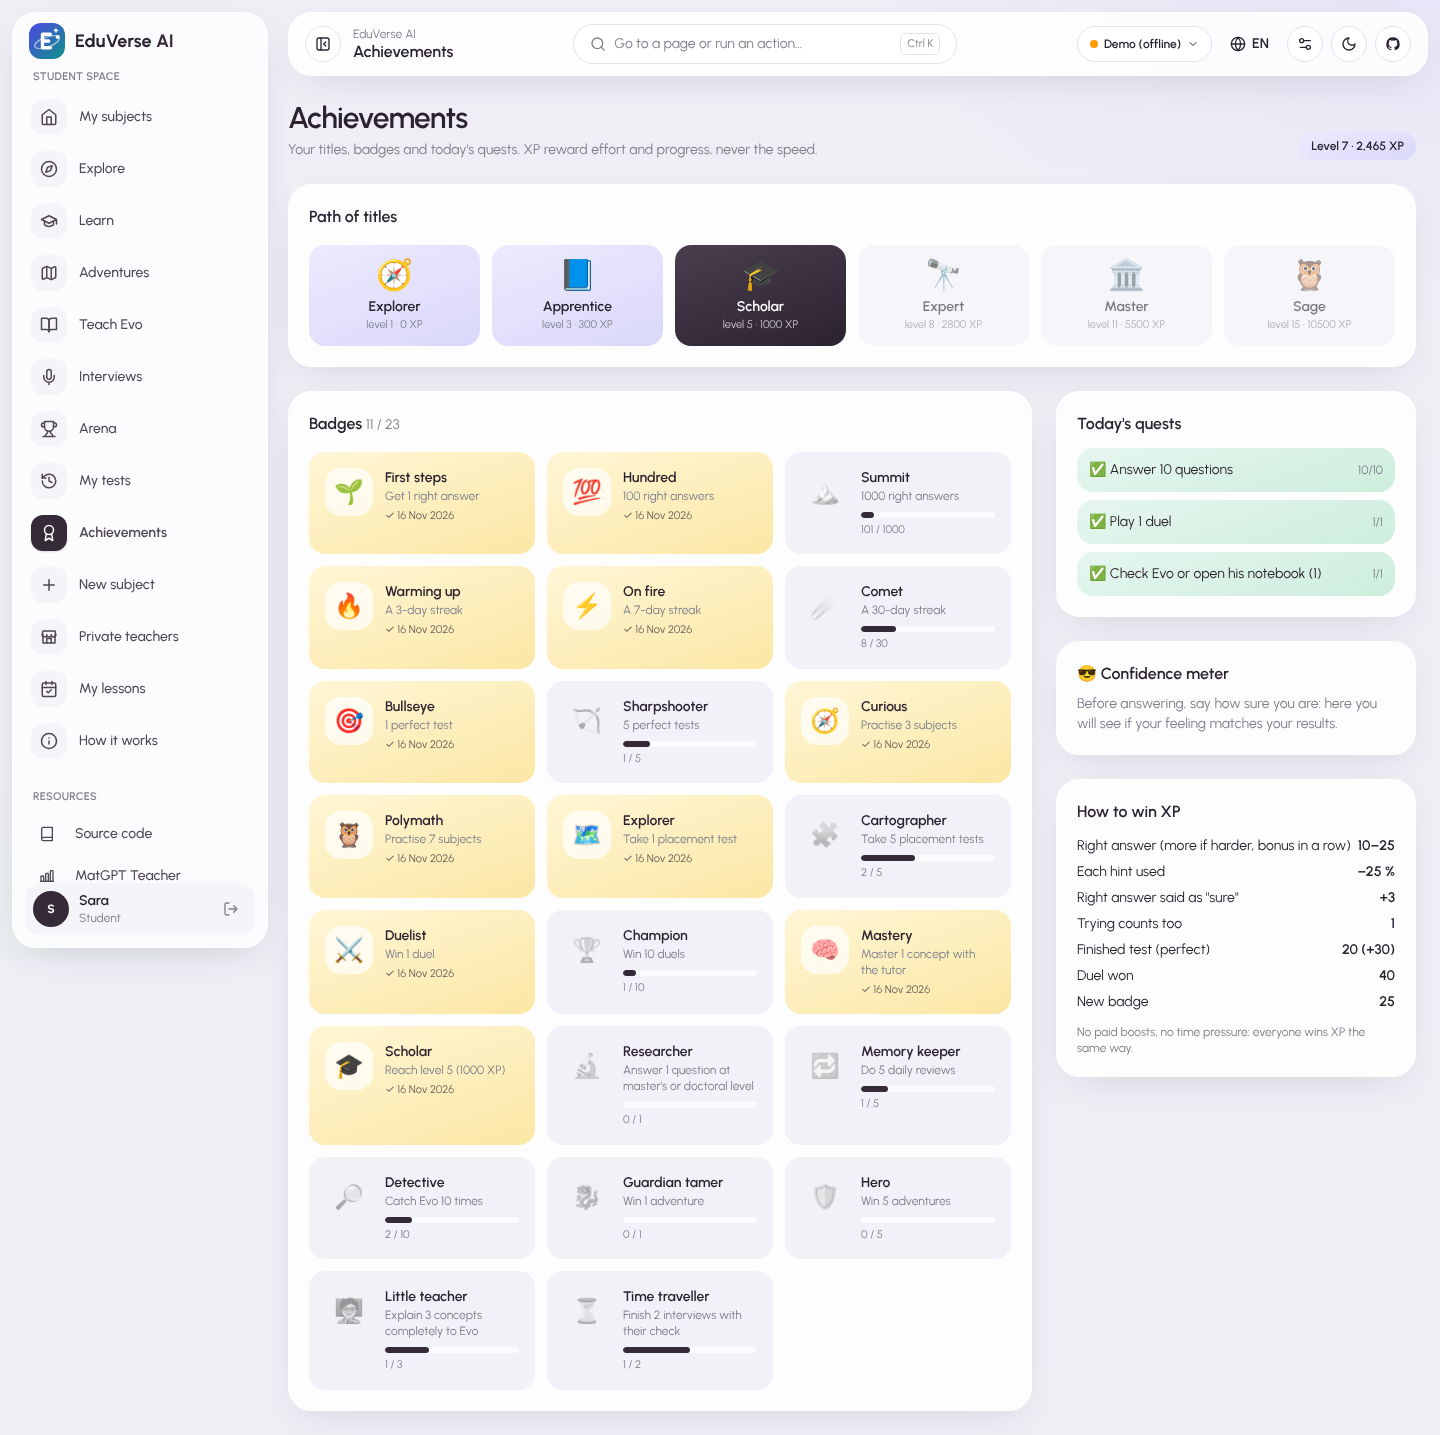 EduVerse AI
STUDENT SPACE
My subjects
Explore
Learn
Adventures
Teach Evo
Interviews
Arena
My tests
Achievements
New subject
Private teachers
My lessons
How it works
RESOURCES
Source code
MatGPT Teacher
S
Sara
Student
EduVerse AI
Achievements
Go to a page or run an action...
Ctrl K
Demo (offline)
EN
Achievements
Your titles, badges and today's quests. XP reward effort and progress, never the speed.
Level 7 · 2,465 XP
Path of titles
Explorer
level 1 · 0 XP
Apprentice
level 3 · 300 XP
Scholar
level 5 · 1000 XP
Expert
level 8 · 2800 XP
Master
level 11 · 5500 XP
Sage
level 15 · 10500 XP
Badges 11 / 23
First steps
Get 1 right answer
✓ 16 Nov 2026
Hundred
100 right answers
✓ 16 Nov 2026
Summit
1000 right answers
101 / 1000
Warming up
A 3-day streak
✓ 16 Nov 2026
On fire
A 7-day streak
✓ 16 Nov 2026
Comet
A 30-day streak
8 / 30
Bullseye
1 perfect test
✓ 16 Nov 2026
Sharpshooter
5 perfect tests
1 / 5
Curious
Practise 3 subjects
✓ 16 Nov 2026
Polymath
Practise 7 subjects
✓ 16 Nov 2026
Explorer
Take 1 placement test
✓ 16 Nov 2026
Cartographer
Take 5 placement tests
2 / 5
Duelist
Win 1 duel
✓ 16 Nov 2026
Champion
Win 10 duels
1 / 10
Mastery
Master 1 concept with
the tutor
✓ 16 Nov 2026
Scholar
Reach level 5 (1000 XP)
✓ 16 Nov 2026
Researcher
Answer 1 question at
master's or doctoral level
0 / 1
Memory keeper
Do 5 daily reviews
1 / 5
Detective
Catch Evo 10 times
2 / 10
Guardian tamer
Win 1 adventure
0 / 1
Hero
Win 5 adventures
0 / 5
Little teacher
Explain 3 concepts
completely to Evo
1 / 3
Time traveller
Finish 2 interviews with
their check
1 / 2
Today's quests
✅ Answer 10 questions 10/10
✅ Play 1 duel 1/1
✅ Check Evo or open his notebook (1) 1/1
😎 Confidence meter
Before answering, say how sure you are: here you
will see if your feeling matches your results.
How to win XP
Right answer (more if harder, bonus in a row) 10–25
Each hint used −25 %
Right answer said as "sure" +3
Trying counts too 1
Finished test (perfect) 20 (+30)
Duel won 40
New badge 25
No paid boosts, no time pressure: everyone wins XP the
same way.